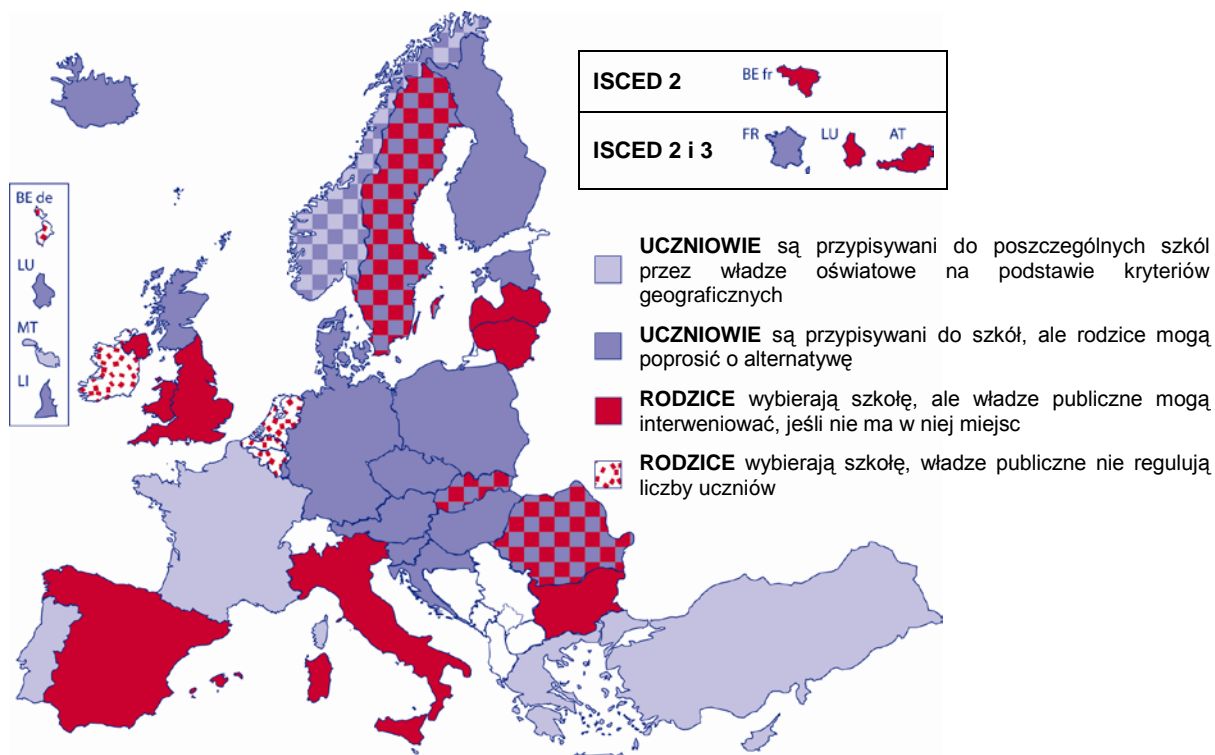 ISCED 2
BE fr
ISCED 2 i 3
FR
LU
AT
BE de
LU
MT
LI
UCZNIOWIE są przypisywani do poszczególnych szkól
przez władze oświatowe na podstawie kryteriów
geograficznych
UCZNIOWIE są przypisywani do szkół, ale rodzice mogą
poprosić o alternatywę
RODZICE wybierają szkołę, ale władze publiczne mogą
interweniować, jeśli nie ma w niej miejsc
RODZICE wybierają szkołę, władze publiczne nie regulują
liczby uczniów